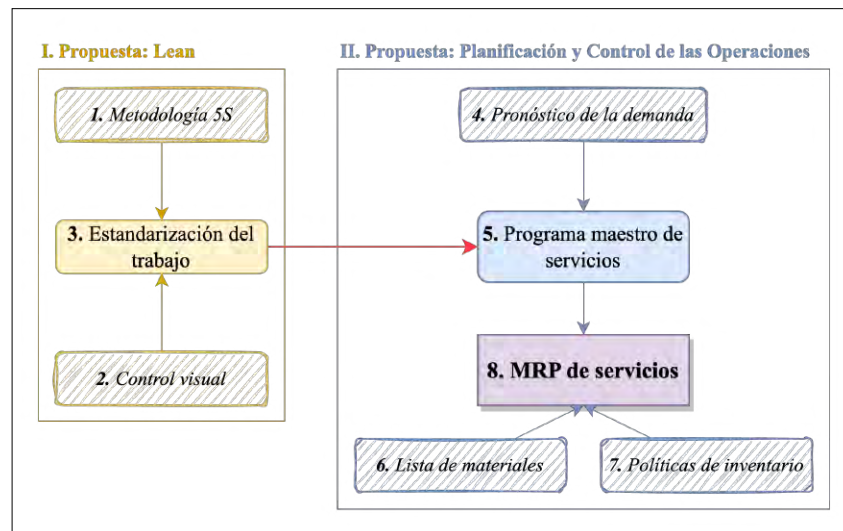 I. Propuesta: Lean
1. Metodología 5S
3. Estandarización del
trabajo
2. Control visual
II. Propuesta: Planificación y Control de las Operaciones
4. Pronóstico de la demanda
5. Programa maestro de
servicios
8. MRP de servicios
6. Lista de materiales
7. Políticas de inventario